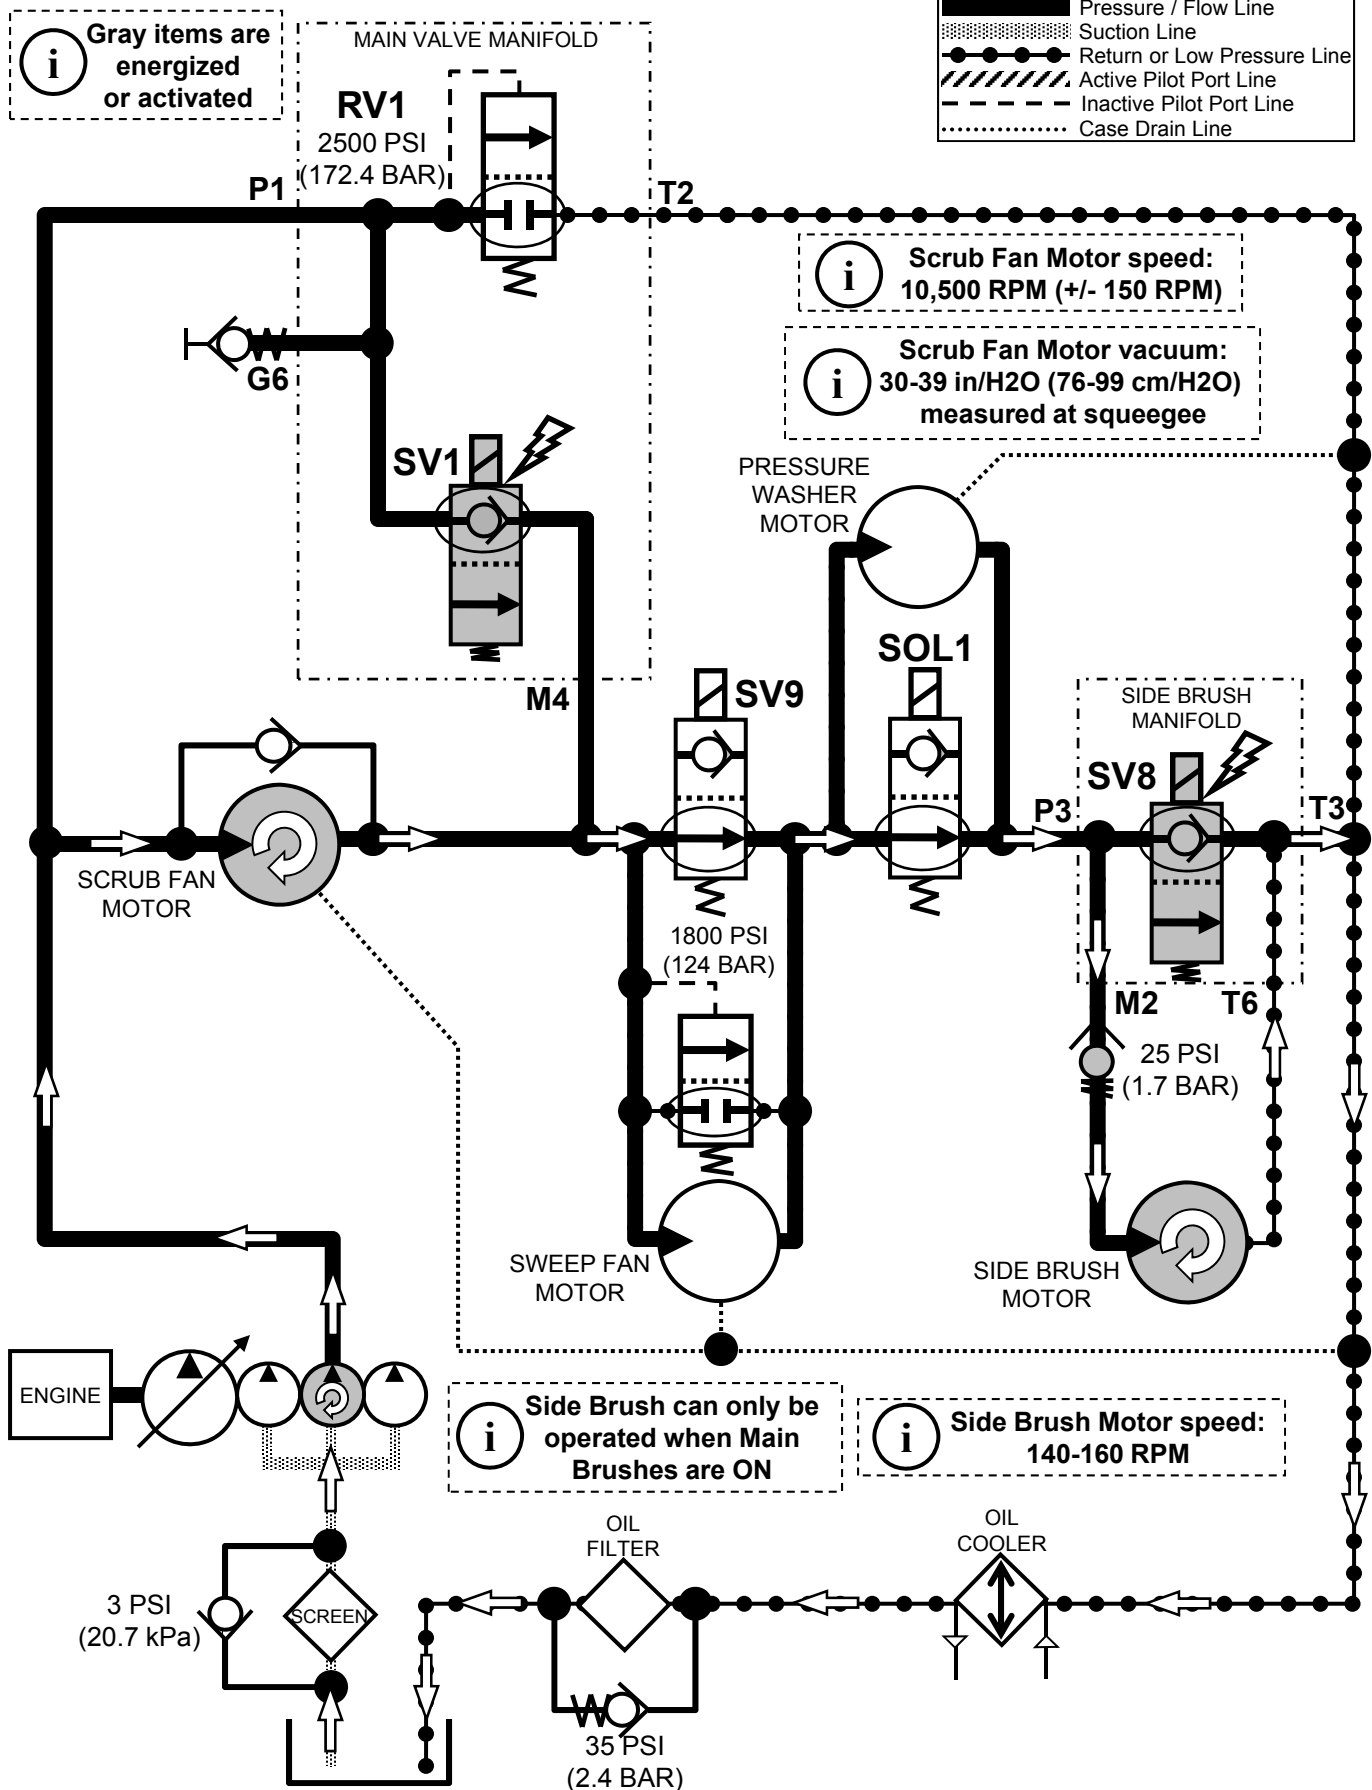 Pressure / Flow Line
Suction Line
Return or Low Pressure Line
Active Pilot Port Line
Inactive Pilot Port Line
Case Drain Line
i
Gray items are
energized
or activated
MAIN VALVE MANIFOLD
RV1
2500 PSI
(172.4 BAR)
P1
T2
i
Scrub Fan Motor speed:
10,500 RPM (+/- 150 RPM)
i
Scrub Fan Motor vacuum:
30-39 in/H2O (76-99 cm/H2O)
measured at squeegee
G6
SV1
PRESSURE
WASHER
MOTOR
M4
SV9
SOL1
SIDE BRUSH
MANIFOLD
SV8
P3
T3
SCRUB FAN
MOTOR
1800 PSI
(124 BAR)
M2
T6
25 PSI
(1.7 BAR)
SWEEP FAN
MOTOR
SIDE BRUSH
MOTOR
ENGINE
i
Side Brush can only be
operated when Main
Brushes are ON
i
Side Brush Motor speed:
140-160 RPM
OIL
FILTER
OIL
COOLER
3 PSI
(20.7 kPa)
SCREEN
35 PSI
(2.4 BAR)